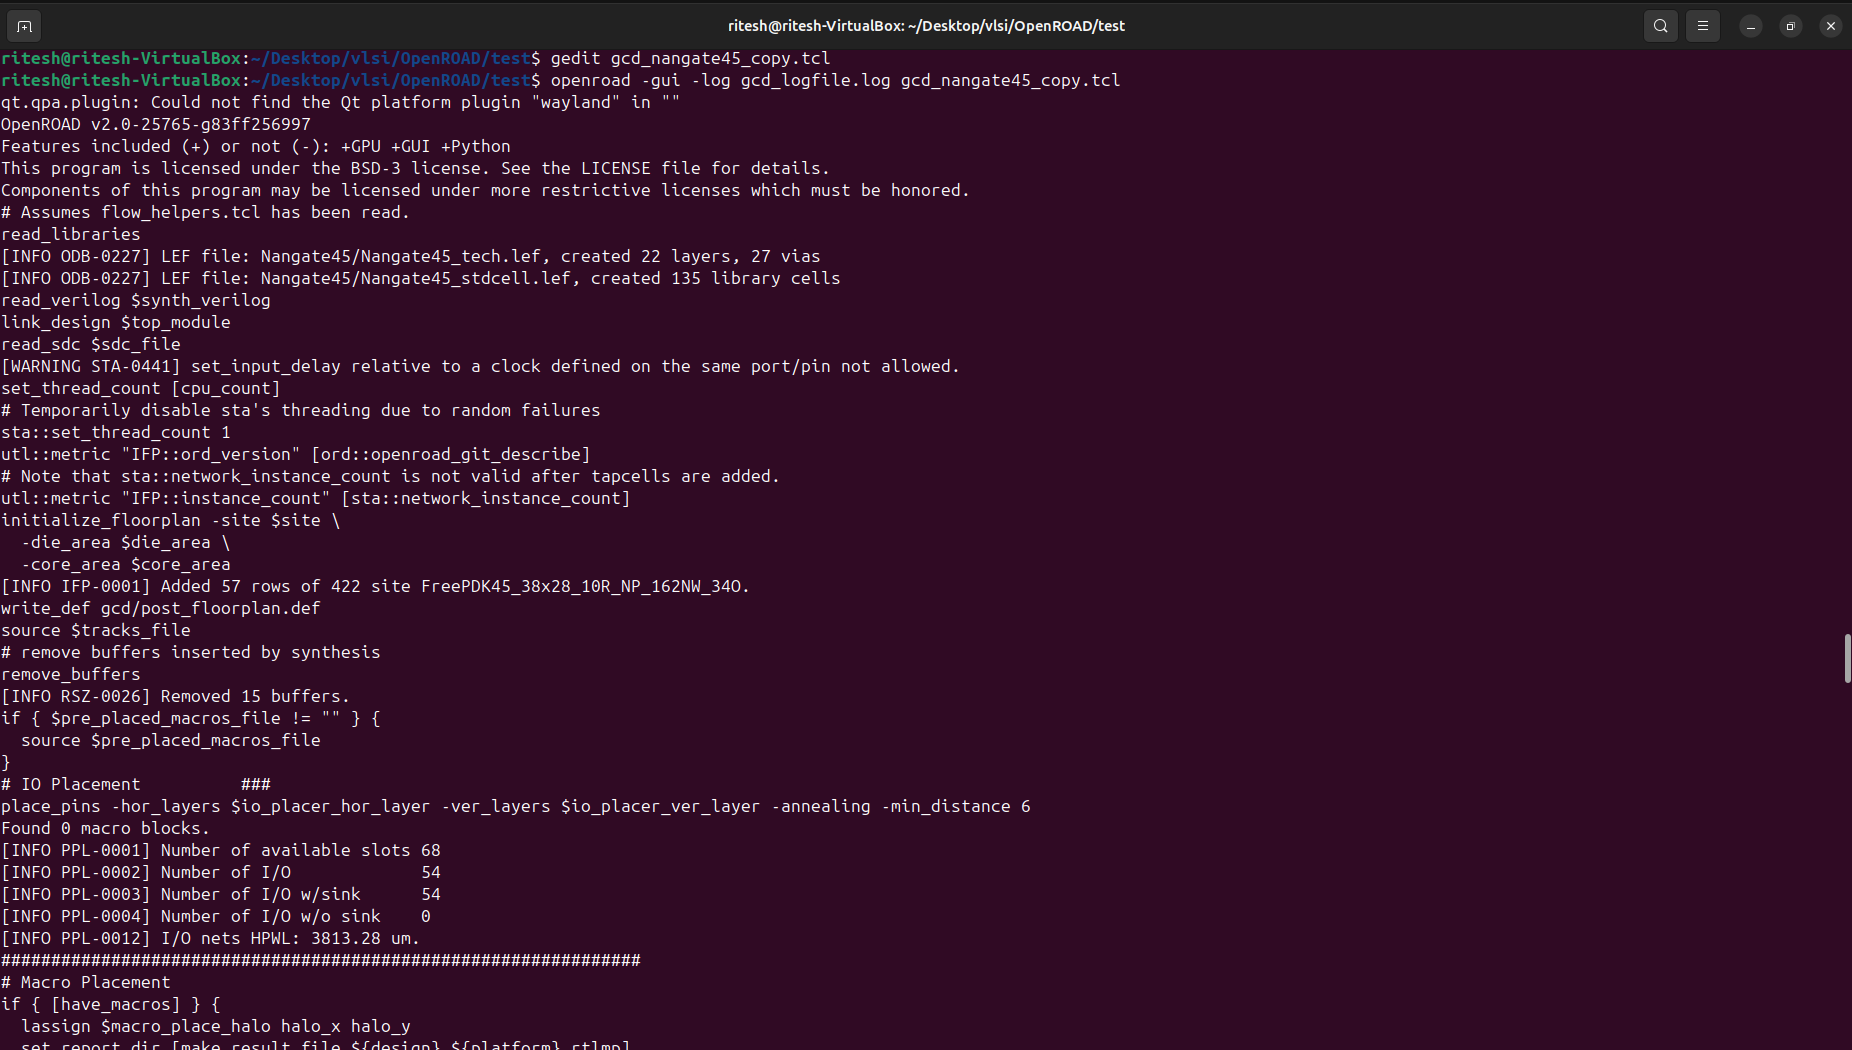 ritesh@ritesh-VirtualBox: ~/Desktop/vlsi/OpenROAD/test
ritesh@ritesh-VirtualBox:~/Desktop/vlsi/OpenROAD/test$ gedit gcd_nangate45_copy.tcl
ritesh@ritesh-VirtualBox:~/Desktop/vlsi/OpenROAD/test$ openroad -gui -log gcd_logfile.log gcd_nangate45_copy.tcl
qt.qpa.plugin: Could not find the Qt platform plugin "wayland" in ""
OpenROAD v2.0-25765-g83ff256997
Features included (+) or not (-): +GPU +GUI +Python
This program is licensed under the BSD-3 license. See the LICENSE file for details.
Components of this program may be licensed under more restrictive licenses which must be honored.
# Assumes flow_helpers.tcl has been read.
read_libraries
[INFO ODB-0227] LEF file: Nangate45/Nangate45_tech.lef, created 22 layers, 27 vias
[INFO ODB-0227] LEF file: Nangate45/Nangate45_stdcell.lef, created 135 library cells
read_verilog $synth_verilog
link_design $top_module
read_sdc $sdc_file
[WARNING STA-0441] set_input_delay relative to a clock defined on the same port/pin not allowed.
set_thread_count [cpu_count]
# Temporarily disable sta's threading due to random failures
sta::set_thread_count 1
utl::metric "IFP::ord_version" [ord::openroad_git_describe]
# Note that sta::network_instance_count is not valid after tapcells are added.
utl::metric "IFP::instance_count" [sta::network_instance_count]
initialize_floorplan -site $site \
  -die_area $die_area \
  -core_area $core_area
[INFO IFP-0001] Added 57 rows of 422 site FreePDK45_38x28_10R_NP_162NW_34O.
write_def gcd/post_floorplan.def
source $tracks_file
# remove buffers inserted by synthesis
remove_buffers
[INFO RSZ-0026] Removed 15 buffers.
if { $pre_placed_macros_file != "" } {
  source $pre_placed_macros_file
}
# IO Placement          ###
place_pins -hor_layers $io_placer_hor_layer -ver_layers $io_placer_ver_layer -annealing -min_distance 6
Found 0 macro blocks.
[INFO PPL-0001] Number of available slots 68
[INFO PPL-0002] Number of I/O             54
[INFO PPL-0003] Number of I/O w/sink      54
[INFO PPL-0004] Number of I/O w/o sink    0
[INFO PPL-0012] I/O nets HPWL: 3813.28 um.
################################################################
# Macro Placement
if { [have_macros] } {
  lassign $macro_place_halo halo_x halo_y
  set report_dir [make_result_file ${design}_${platform}_rtlmp]